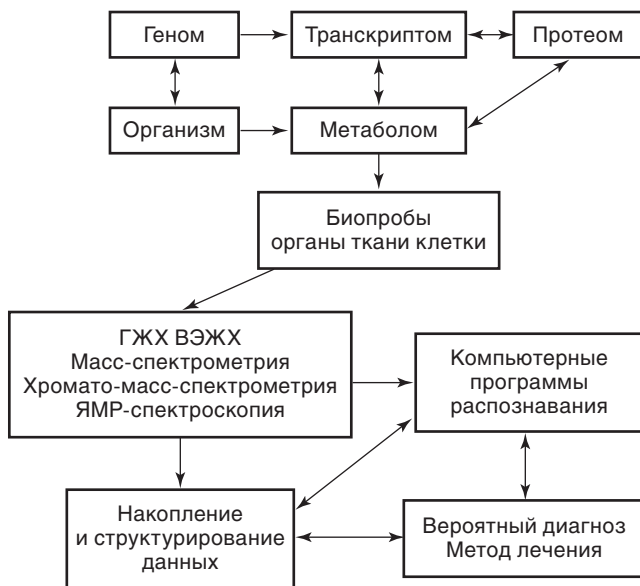 Геном
Транскриптом
Протеом
Организм
Метаболом
Биопробы
органы ткани клетки
ГЖХ ВЭЖХ
Масс-спектрометрия
Хромато-масс-спектрометрия
ЯМР-спектроскопия
Компьютерные
программы
распознавания
Накопление
и структурирование
данных
Вероятный диагноз
Метод лечения